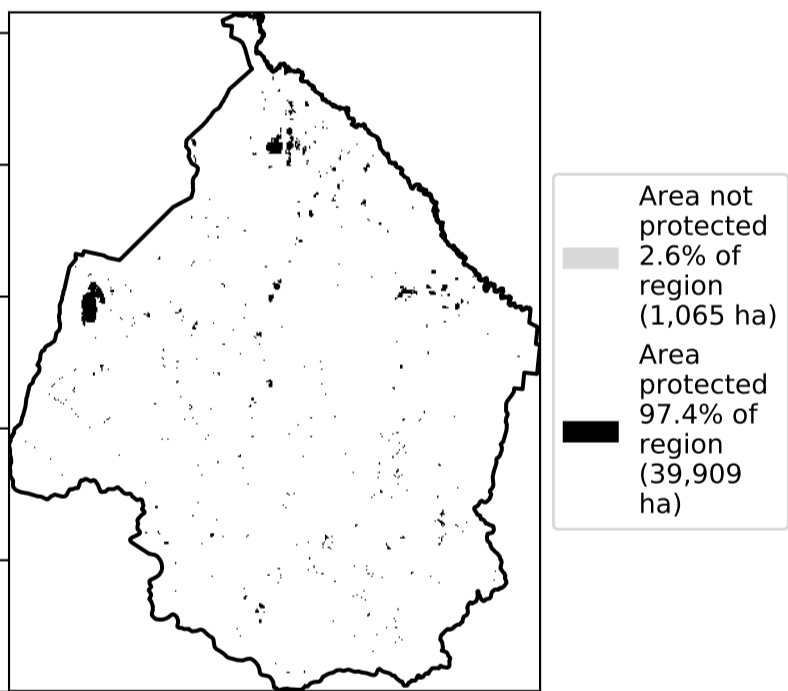 Area not
protected
2.6% of
region
(1,065 ha)
Area
protected
97.4% of
region
(39,909
ha)